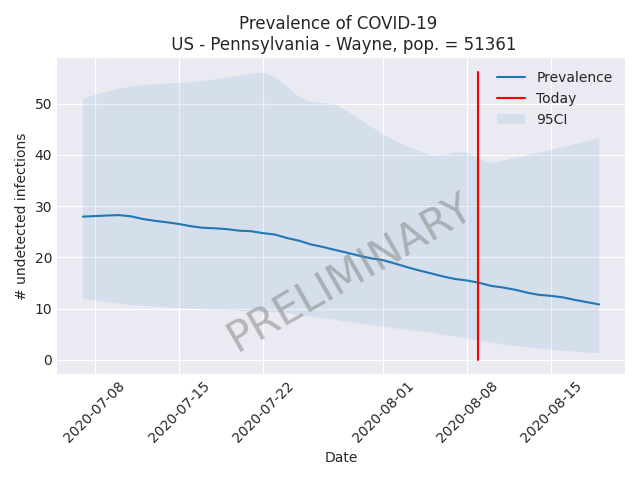 Prevalence of COVID-19
US - Pennsylvania - Wayne, pop. = 51361
Prevalence
Today
95CI
# undetected infections
50
40
30
20
10
0
PRELIMINARY
2020-07-08
2020-07-15
2020-07-22
2020-08-01
2020-08-08
2020-08-15
Date